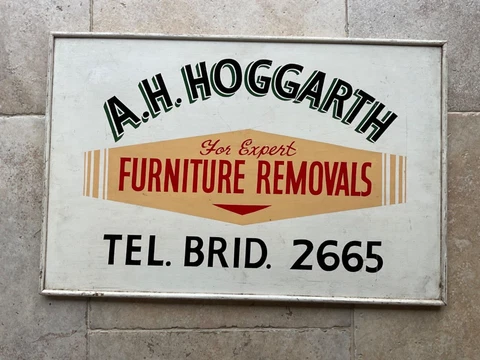 A.H. HOGGARTH
For Expert
FURNITURE REMOVALS
TEL. BRID. 2665